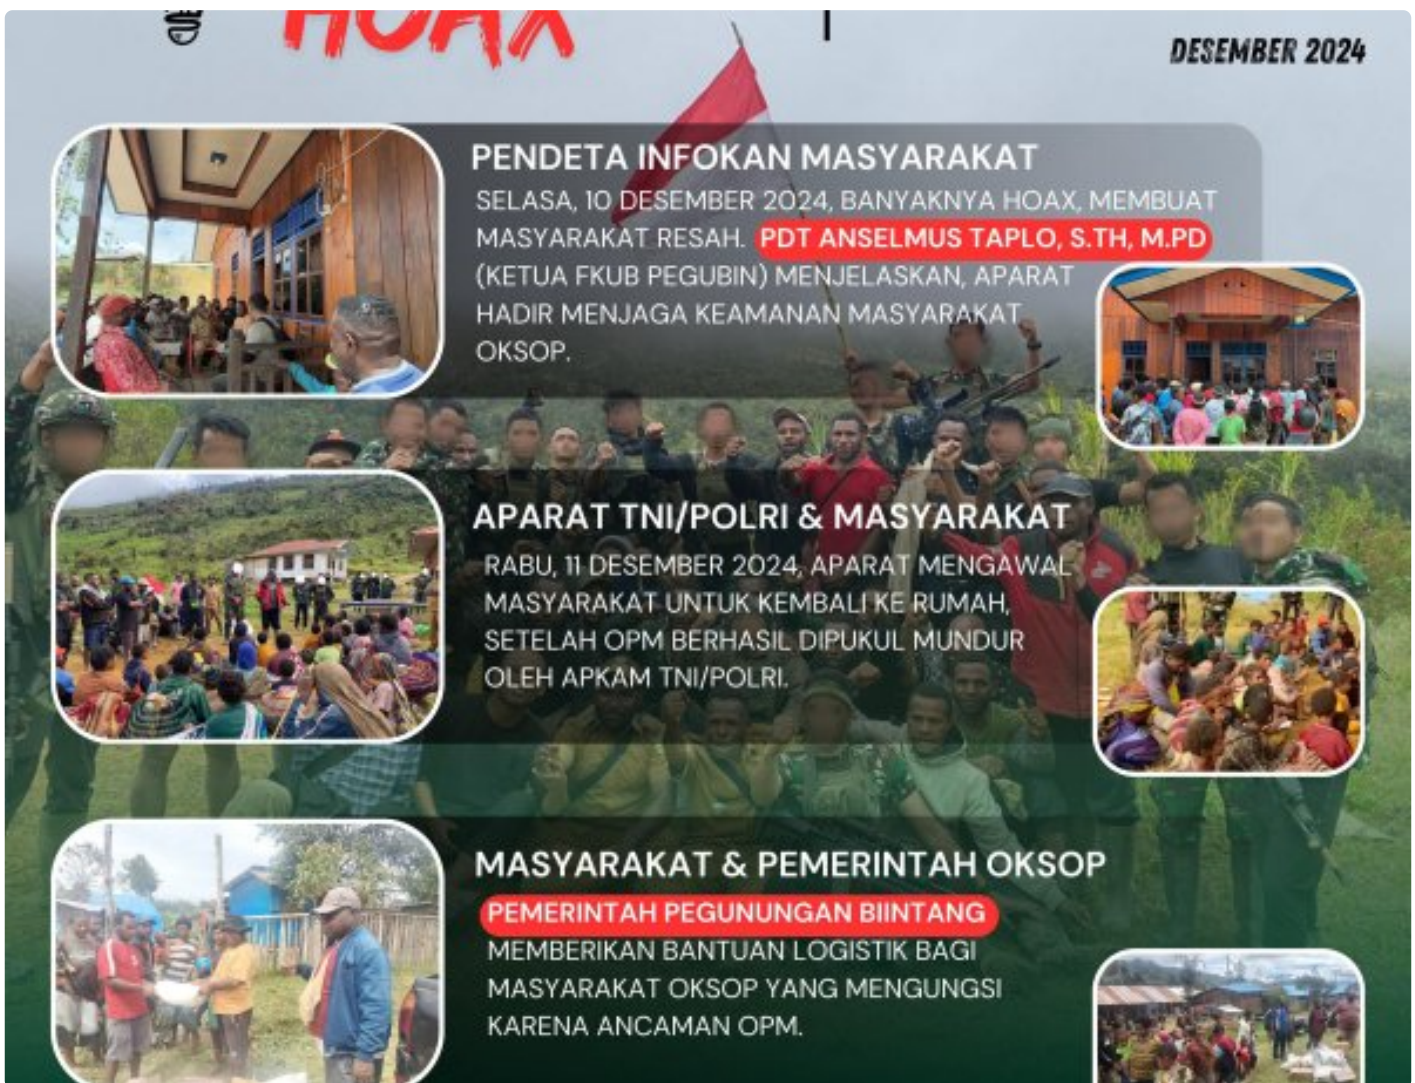 HOAX
DESEMBER 2024
PENDETA INFOKAN MASYARAKAT
SELASA, 10 DESEMBER 2024, BANYAKNYA HOAX, MEMBUAT
MASYARAKAT RESAH. PDT ANSELMUS TAPLO, S.TH, M.PD
(KETUA FKUB PEGUBIN) MENJELASKAN, APARAT
HADIR MENJAGA KEAMANAN MASYARAKAT
OKSOP.
APARAT TNI/POLRI & MASYARAKAT
RABU, 11 DESEMBER 2024, APARAT MENGAWAL
MASYARAKAT UNTUK KEMBALI KE RUMAH,
SETELAH OPM BERHASIL DIPUKUL MUNDUR
OLEH APKAM TNI/POLRI.
MASYARAKAT & PEMERINTAH OKSOP
PEMERINTAH PEGUNUNGAN BIINTANG
MEMBERIKAN BANTUAN LOGISTIK BAGI
MASYARAKAT OKSOP YANG MENGUNGSI
KARENA ANCAMAN OPM.